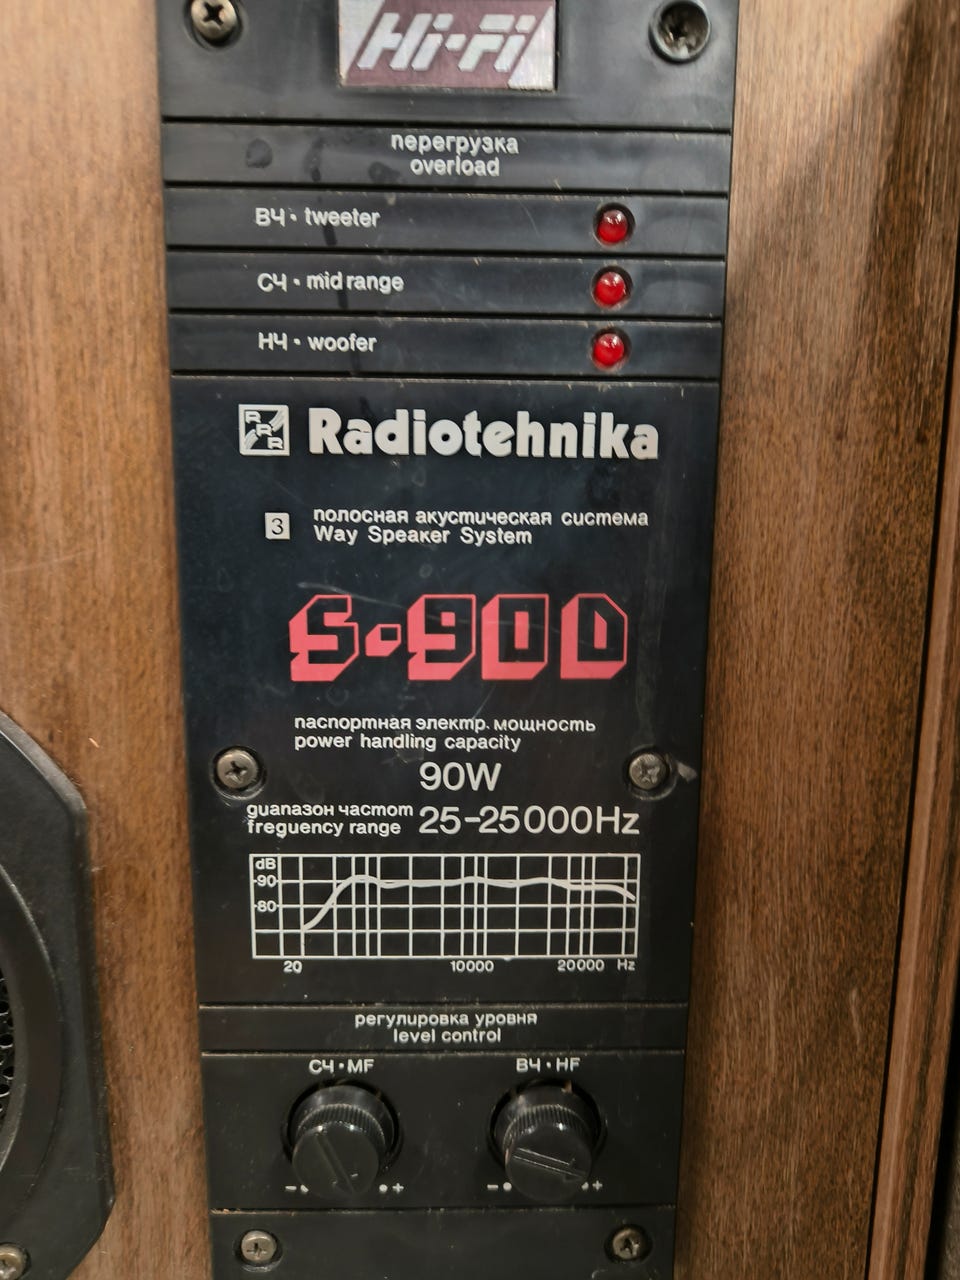 Hi-Fi
перегрузка
overload
ВЧ • tweeter
СЧ • mid range
НЧ • woofer
RRR Radiotehnika
3 полосная акустическая система
Way Speaker System
S-90D
паспортная электр. мощность
power handling capacity
90W
диапазон частот
freguency range 25-25000Hz
dB
90
80
20 10000 20000 Hz
регулировка уровня
level control
СЧ • MF ВЧ • HF
- • • + - • • +